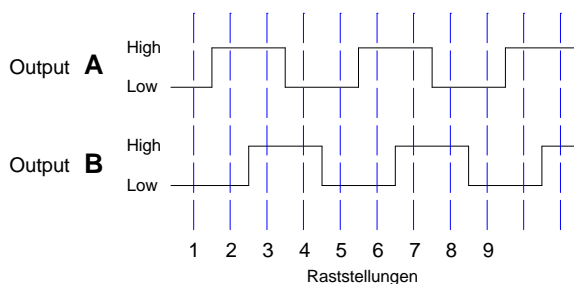 High
Output A
Low
High
Output B
Low
1 2 3 4 5 6 7 8 9
Raststellungen